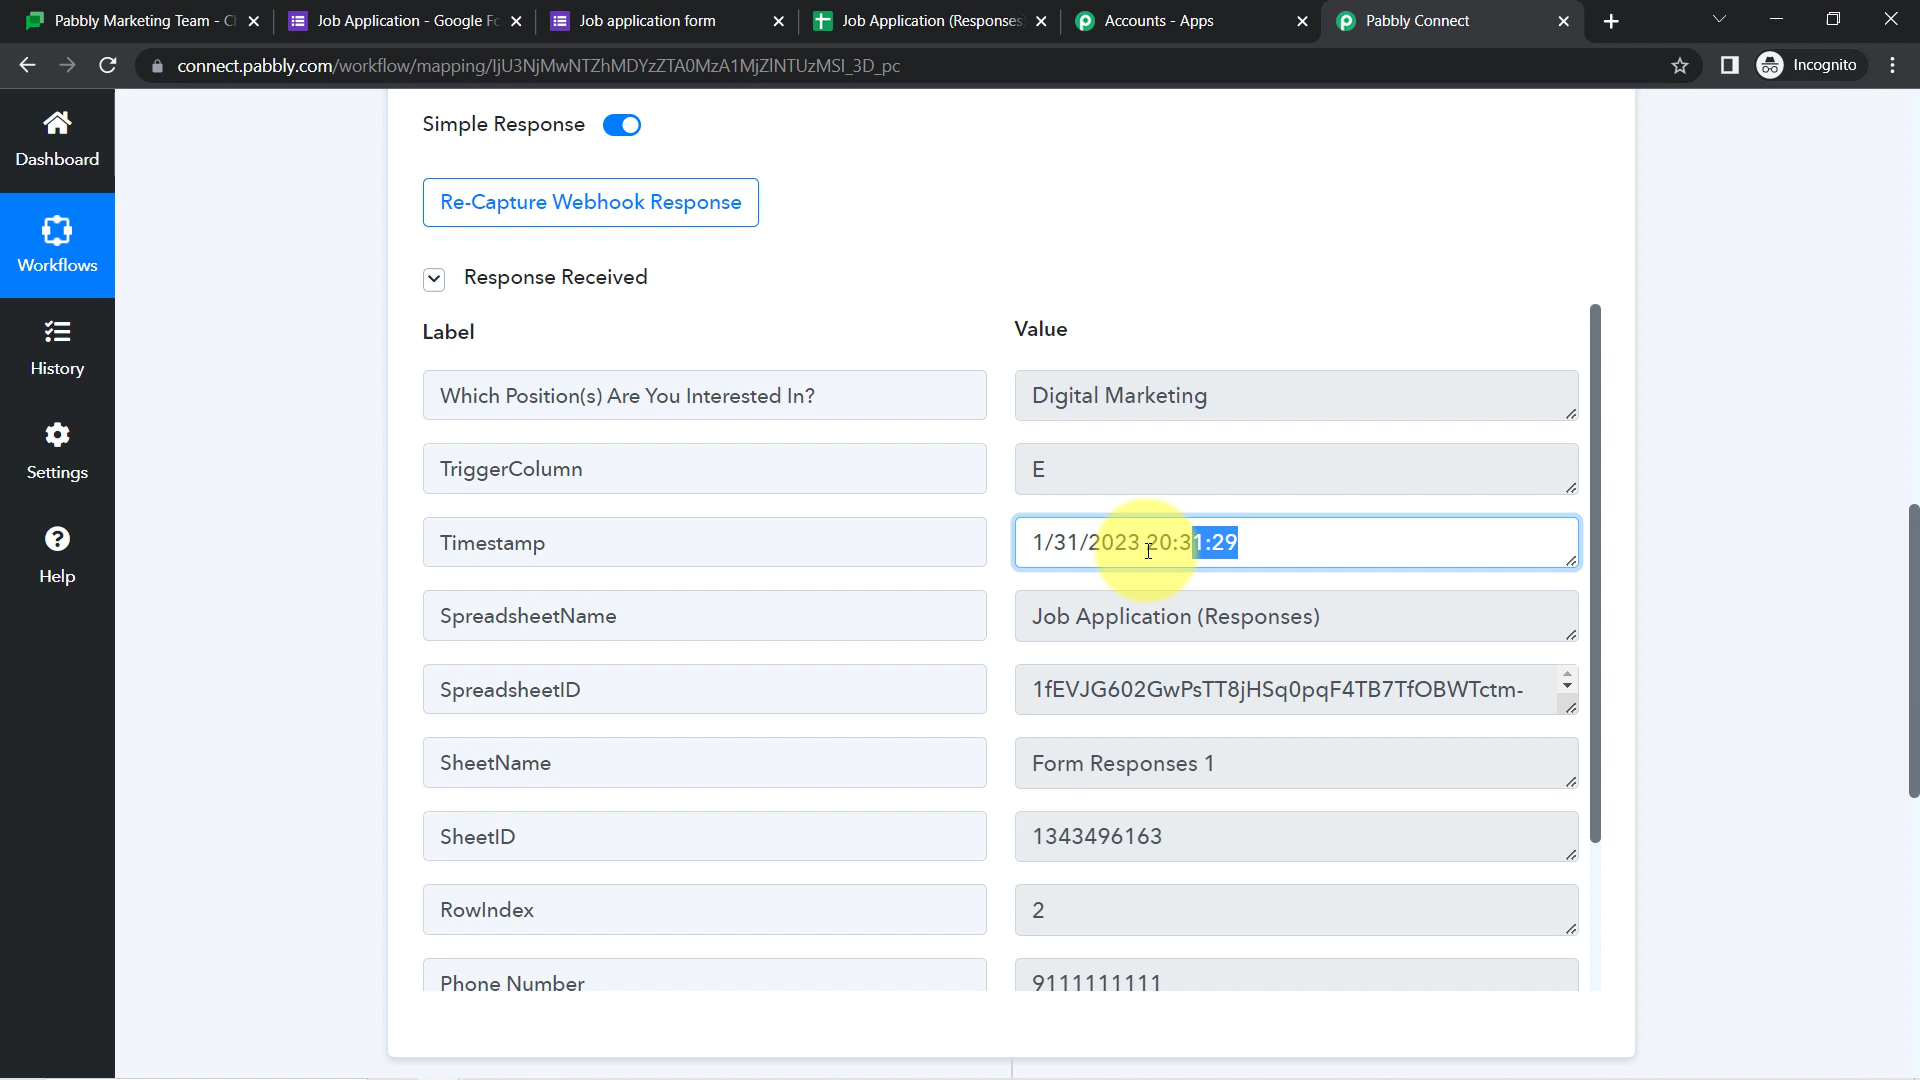 Pabbly Marketing Team - C
Job Application - Google Fo
Job application form
Job Application (Responses)
Accounts - Apps
Pabbly Connect
connect.pabbly.com/workflow/mapping/IjU3NjMwNTZhMDYzZTA0MzA1MjZlNTUzMSI_3D_pc
Incognito
Dashboard
Workflows
History
Settings
Help
Simple Response
Re-Capture Webhook Response
Response Received
Label
Value
Which Position(s) Are You Interested In?
Digital Marketing
TriggerColumn
E
Timestamp
1/31/2023 20:31:29
SpreadsheetName
Job Application (Responses)
SpreadsheetID
1fEVJG602GwPsTT8jHSq0pqF4TB7TfOBWTctm-
SheetName
Form Responses 1
SheetID
1343496163
RowIndex
2
Phone Number
9111111111